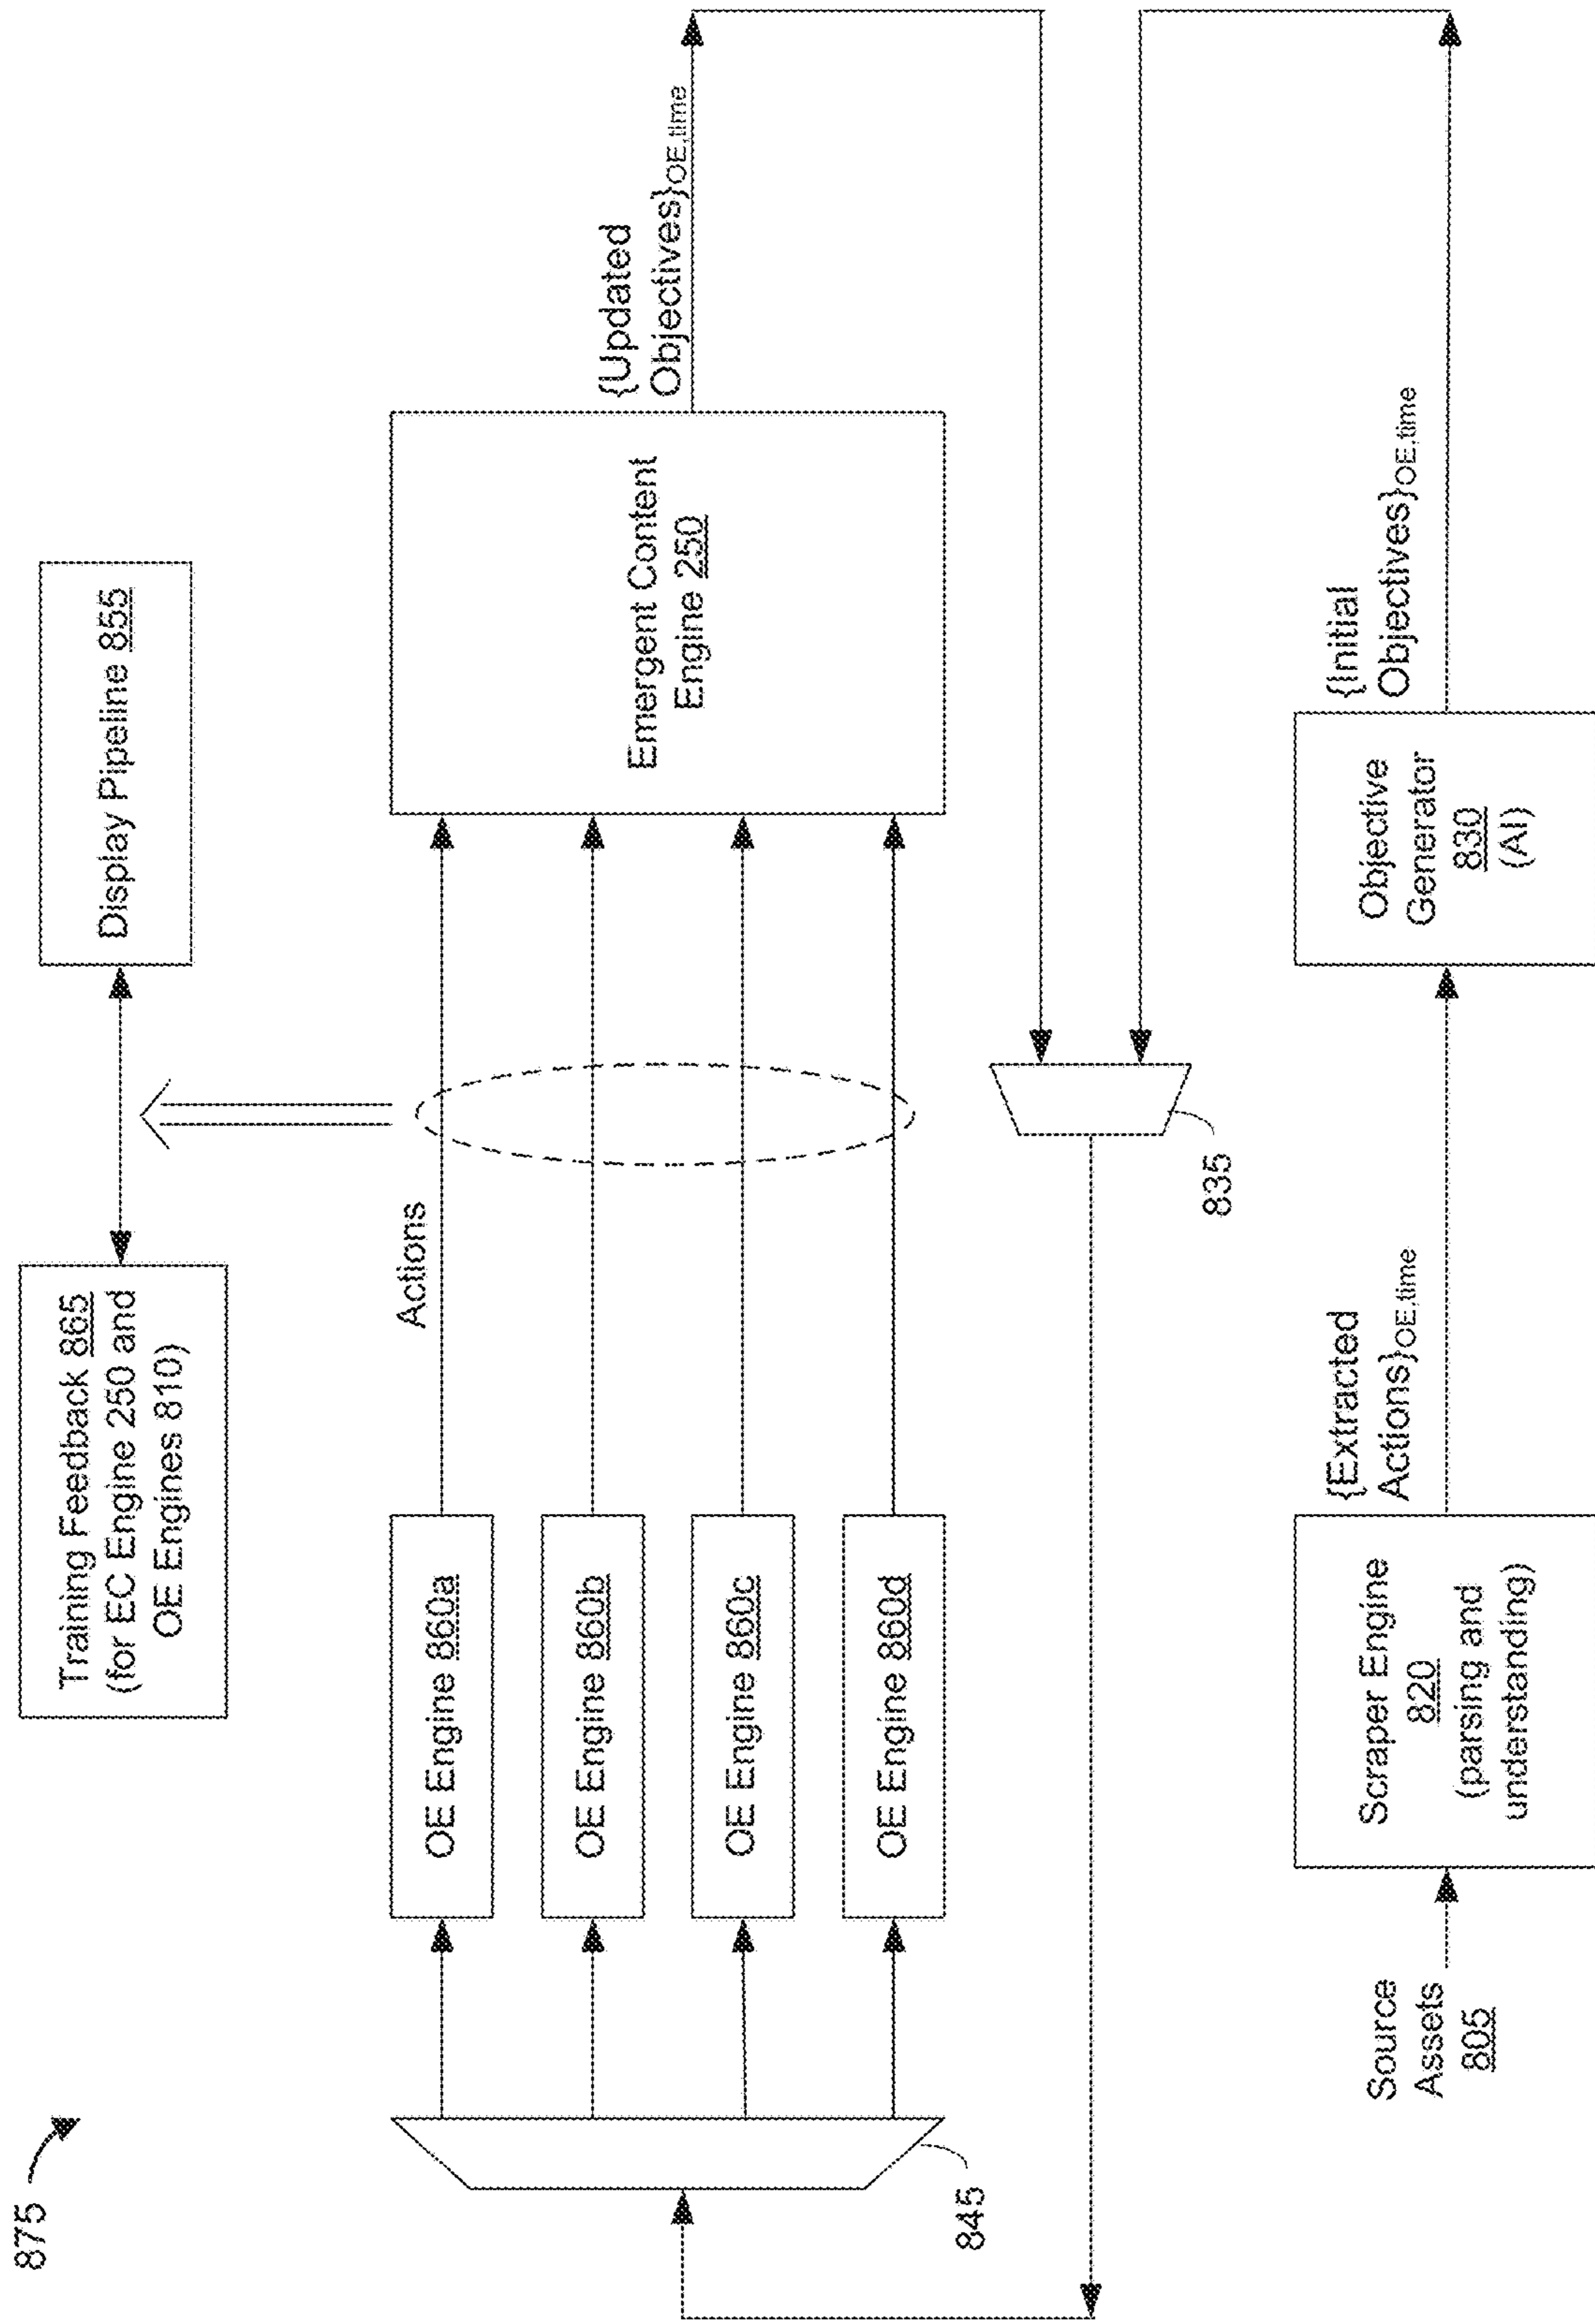 875
Training Feedback 865
(for EC Engine 250 and
OE Engines 810)
Display Pipeline 855
845
OE Engine 860a
OE Engine 860b
OE Engine 860c
OE Engine 860d
Actions
Emergent Content
Engine 250
{Updated
Objectives}OE,time
835
Source
Assets
805
Scraper Engine
820
(parsing and
understanding)
{Extracted
Actions}OE,time
Objective
Generator
830
(AI)
{Initial
Objectives}OE,time